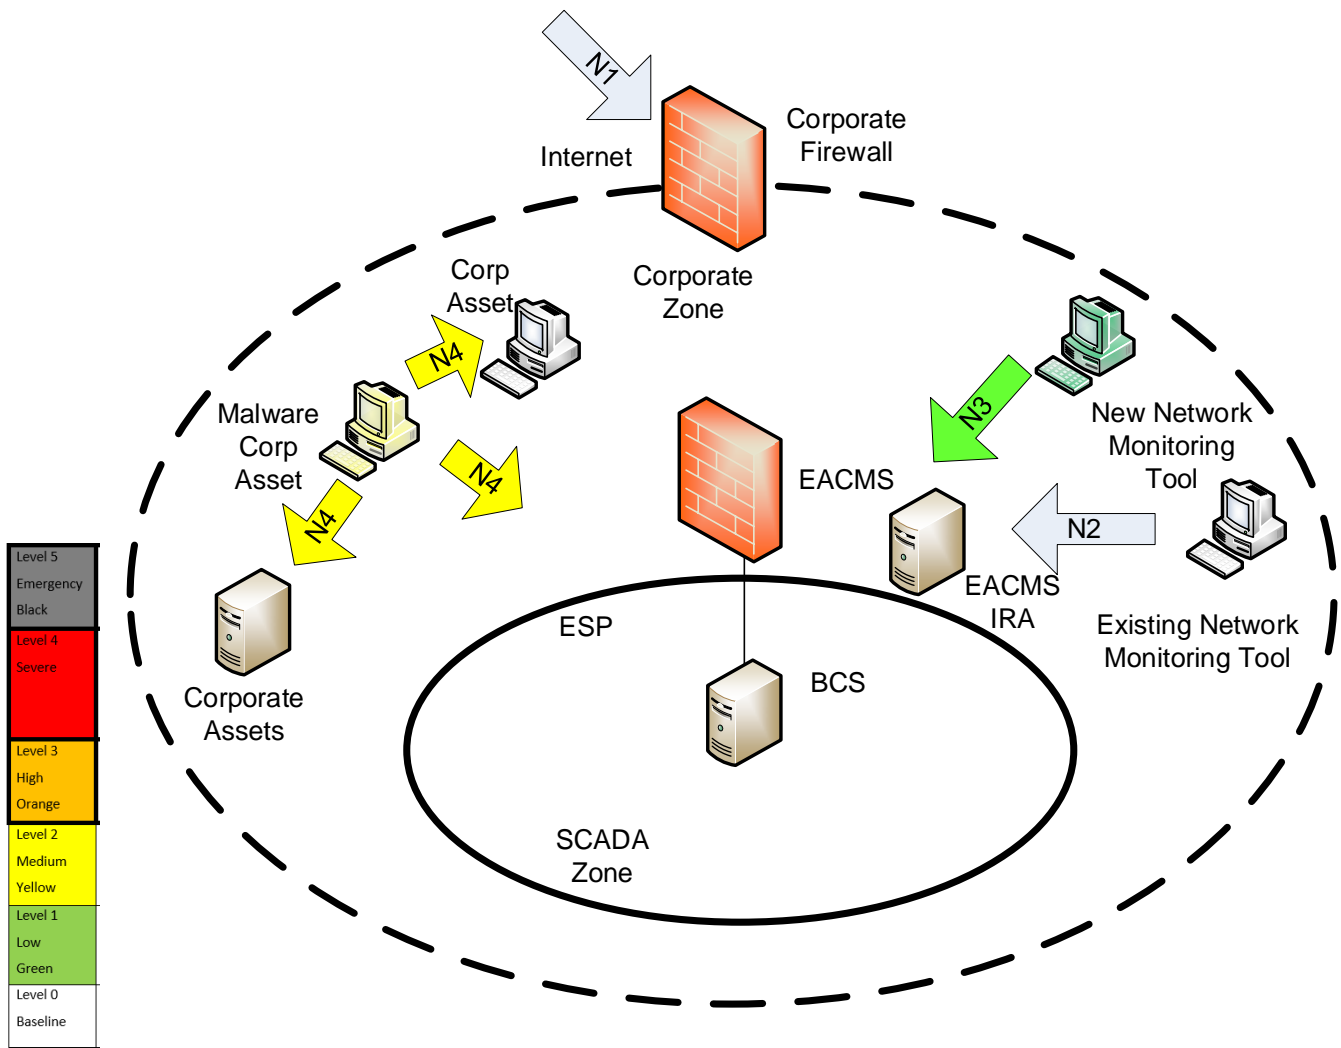 N1
Corporate
Firewall
Internet
Corp
Asset
Corporate
Zone
N4
Malware
Corp
Asset
N4
N4
N3
New Network
Monitoring
Tool
EACMS
N2
EACMS
IRA
Existing Network
Monitoring Tool
ESP
BCS
Corporate
Assets
SCADA
Zone
Level 5
Emergency
Black
Level 4
Severe
Level 3
High
Orange
Level 2
Medium
Yellow
Level 1
Low
Green
Level 0
Baseline